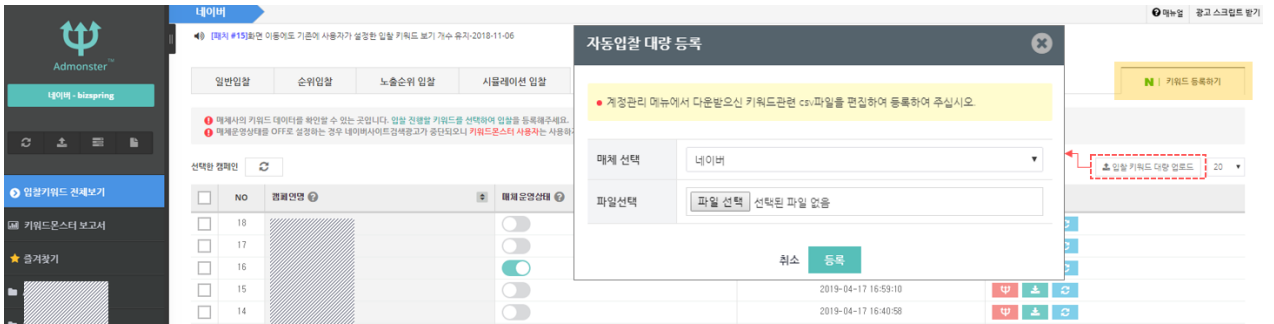 네이버
매뉴얼 광고 스크립트 받기
[패치 #15]화면 이동에도 기존에 사용자가 설정한 입찰 키워드 보기 개수 유지-2018-11-06
Admonster™
네이버 - bizspring
입찰키워드 전체보기
키워드몬스터 보고서
즐겨찾기
일반입찰 순위입찰 노출순위 입찰 시뮬레이션 입찰
N | 키워드 등록하기
매체사의 키워드 데이터를 확인할 수 있는 곳입니다. 입찰 진행할 키워드를 선택하여 입찰을 등록해주세요.
매체운영상태를 OFF로 설정하는 경우 네이버사이트검색광고가 중단되오니 키워드몬스터 사용자는 사용하
선택한 캠페인
입찰 키워드 대량 업로드 20
NO 캠페인명 매체운영상태
18
17
16
15 2019-04-17 16:59:10
14 2019-04-17 16:40:58
자동입찰 대량 등록
계정관리 메뉴에서 다운받으신 키워드관련 csv파일을 편집하여 등록하여 주십시오.
매체 선택 네이버
파일선택 파일 선택 선택된 파일 없음
취소 등록